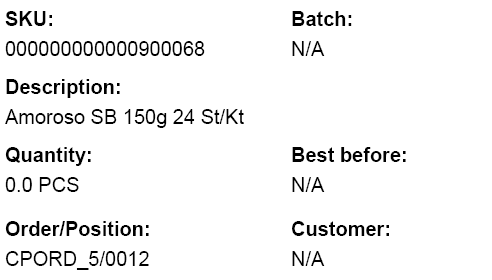 SKU: Batch:
000000000000900068 N/A
Description:
Amoroso SB 150g 24 St/Kt
Quantity: Best before:
0.0 PCS N/A
Order/Position: Customer:
CPORD_5/0012 N/A